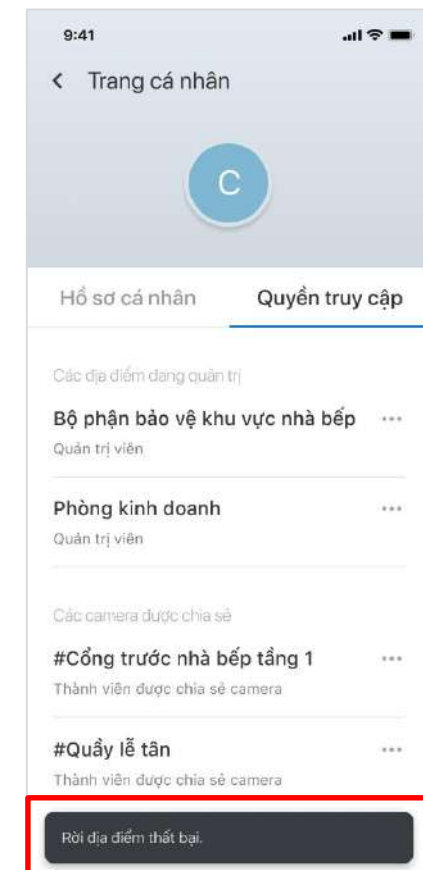 9:41
Trang cá nhân
C
Hồ sơ cá nhân Quyền truy cập
Các địa điểm đang quản trị
Bộ phận bảo vệ khu vực nhà bếp
Quản trị viên
Phòng kinh doanh
Quản trị viên
Các camera được chia sẻ
#Cổng trước nhà bếp tầng 1
Thành viên được chia sẻ camera
#Quầy lễ tân
Thành viên được chia sẻ camera
Rời địa điểm thất bại.